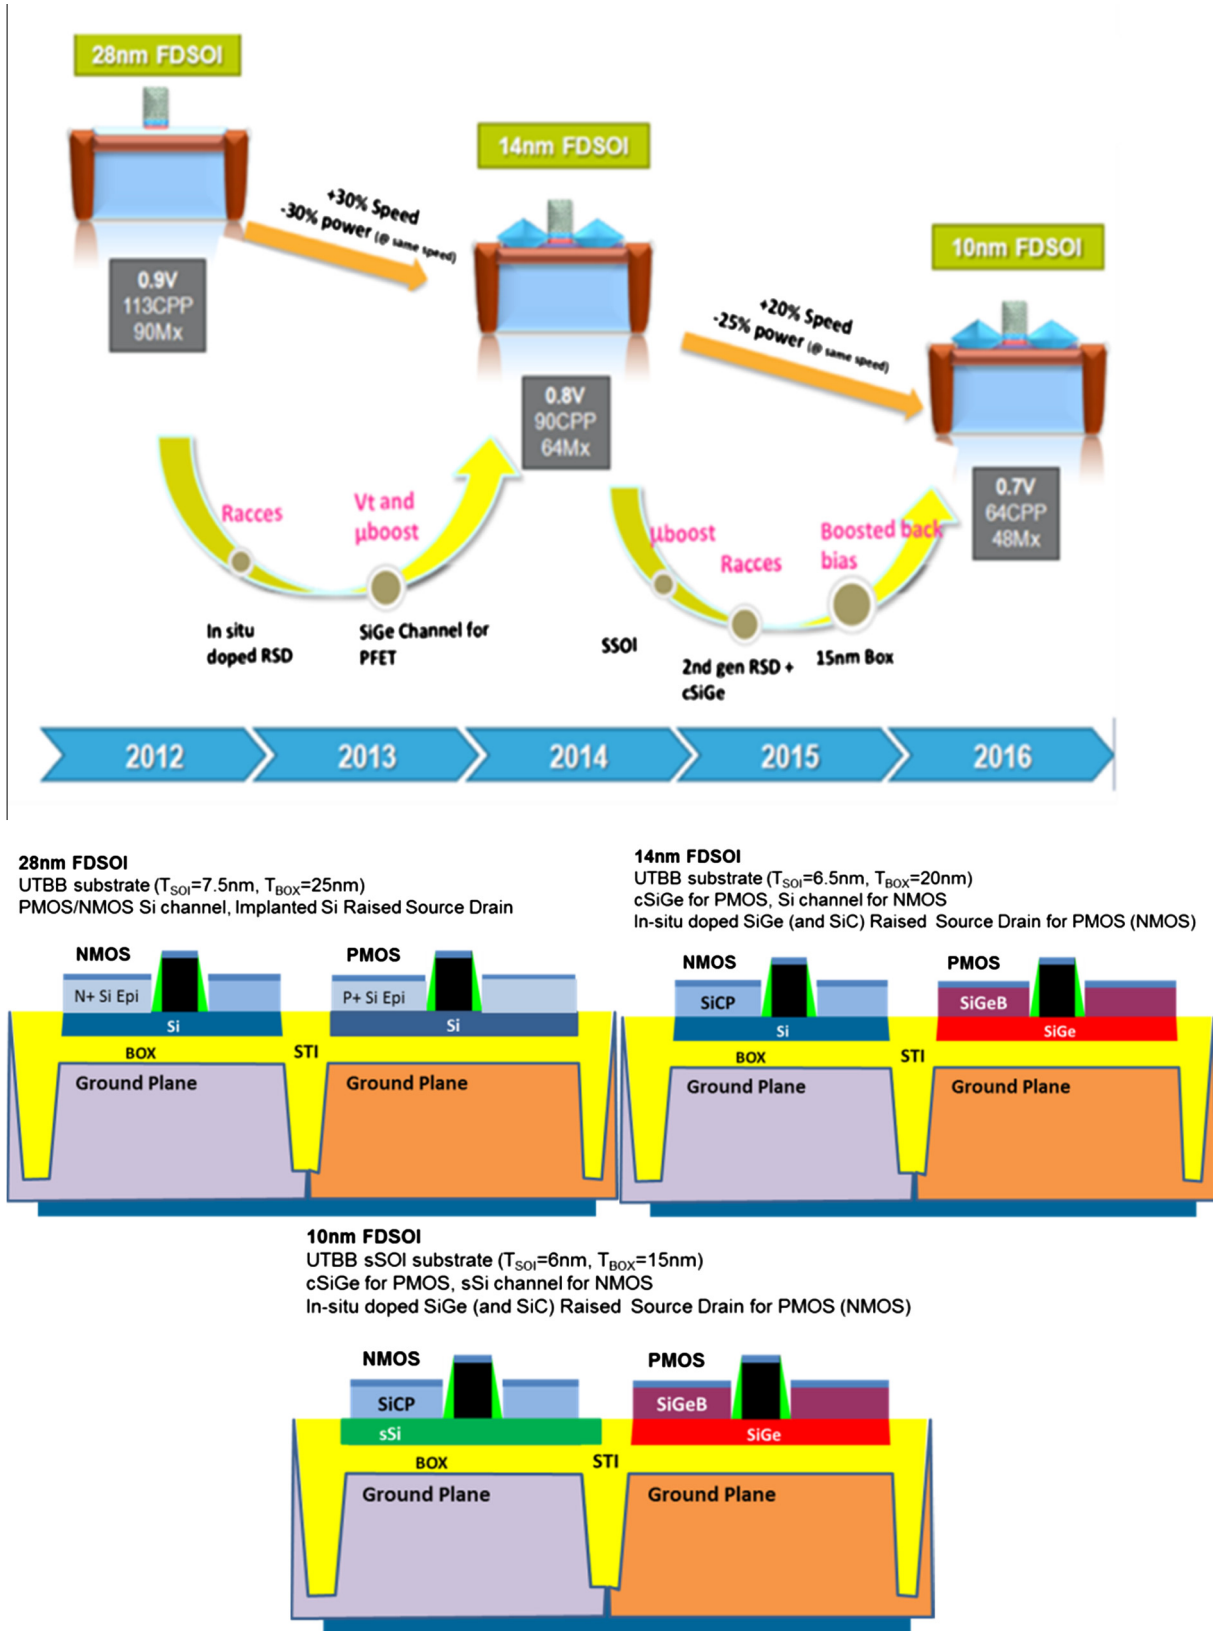 28nm FDSOI
14nm FDSOI
10nm FDSOI
+30% Speed
-30% power (@ same speed)
+20% Speed
-25% power (@ same speed)
0.9V
113CPP
90Mx
0.8V
90CPP
64Mx
0.7V
64CPP
48Mx
Racces
Vt and
µboost
µboost
Racces
Boosted back
bias
In situ
doped RSD
SiGe Channel for
PFET
SSOI
2nd gen RSD +
cSiGe
15nm Box
2012
2013
2014
2015
2016
28nm FDSOI
UTBB substrate (TSOI=7.5nm, TBOX=25nm)
PMOS/NMOS Si channel, Implanted Si Raised Source Drain
NMOS
PMOS
N+ Si Epi
P+ Si Epi
Si
Si
BOX
STI
Ground Plane
Ground Plane
14nm FDSOI
UTBB substrate (TSOI=6.5nm, TBOX=20nm)
cSiGe for PMOS, Si channel for NMOS
In-situ doped SiGe (and SiC) Raised Source Drain for PMOS (NMOS)
NMOS
PMOS
SiCP
SiGeB
Si
SiGe
BOX
STI
Ground Plane
Ground Plane
10nm FDSOI
UTBB sSOI substrate (TSOI=6nm, TBOX=15nm)
cSiGe for PMOS, sSi channel for NMOS
In-situ doped SiGe (and SiC) Raised Source Drain for PMOS (NMOS)
NMOS
PMOS
SiCP
SiGeB
sSi
SiGe
BOX
STI
Ground Plane
Ground Plane